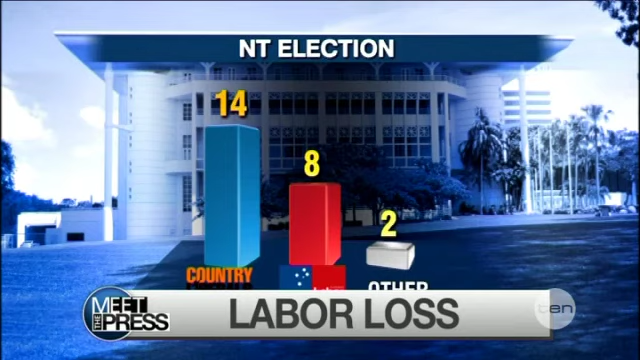 NT ELECTION
14
8
2
COUNTRY
OTHER
MEET
THE
PRESS
LABOR LOSS
ten